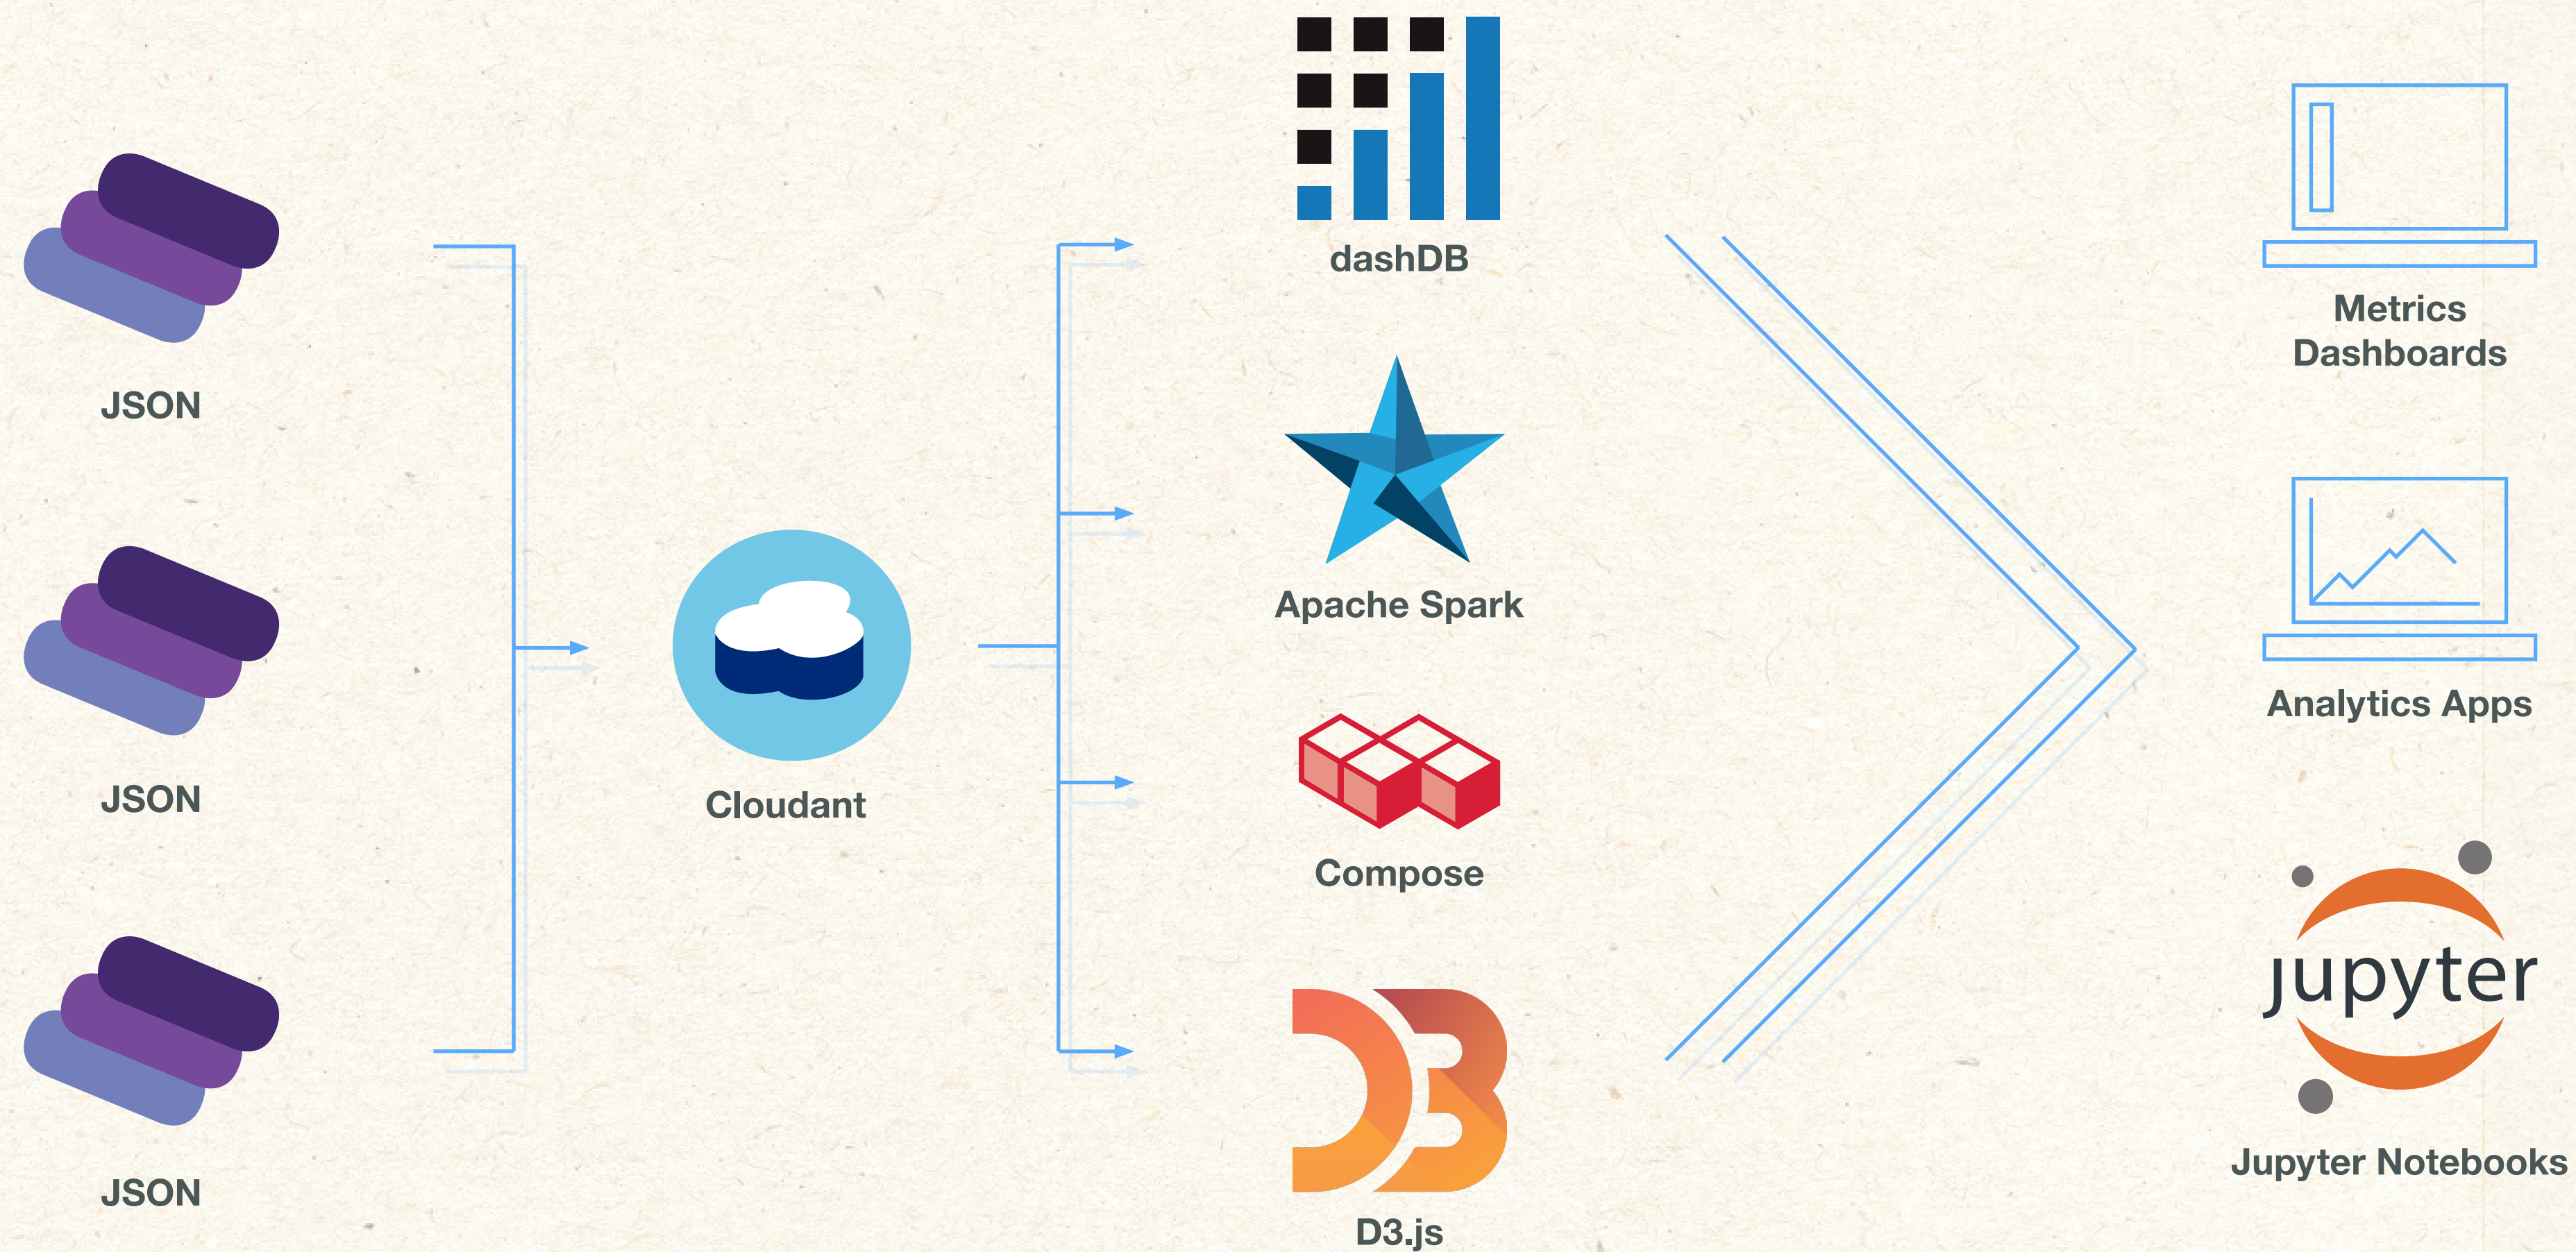 JSON
JSON
JSON
Cloudant
dashDB
Apache Spark
Compose
D3.js
Metrics
Dashboards
Analytics Apps
jupyter
Jupyter Notebooks